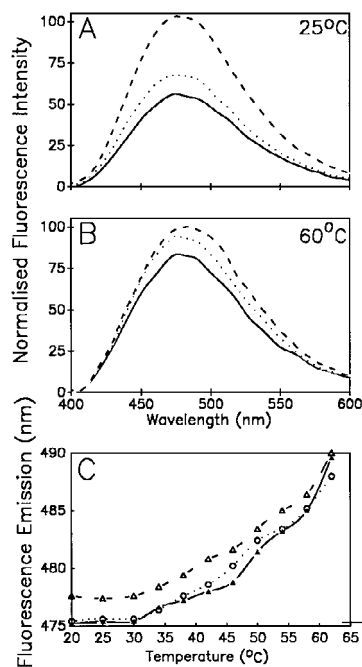 A
25°C
100
75
50
25
0
Normalised Fluorescence Intensity
B
60°C
100
75
50
25
0
400 450 500 550 600
Wavelength (nm)
C
490
485
480
475
Fluorescence Emission (nm)
20 25 30 35 40 45 50 55 60 65
Temperature (°C)